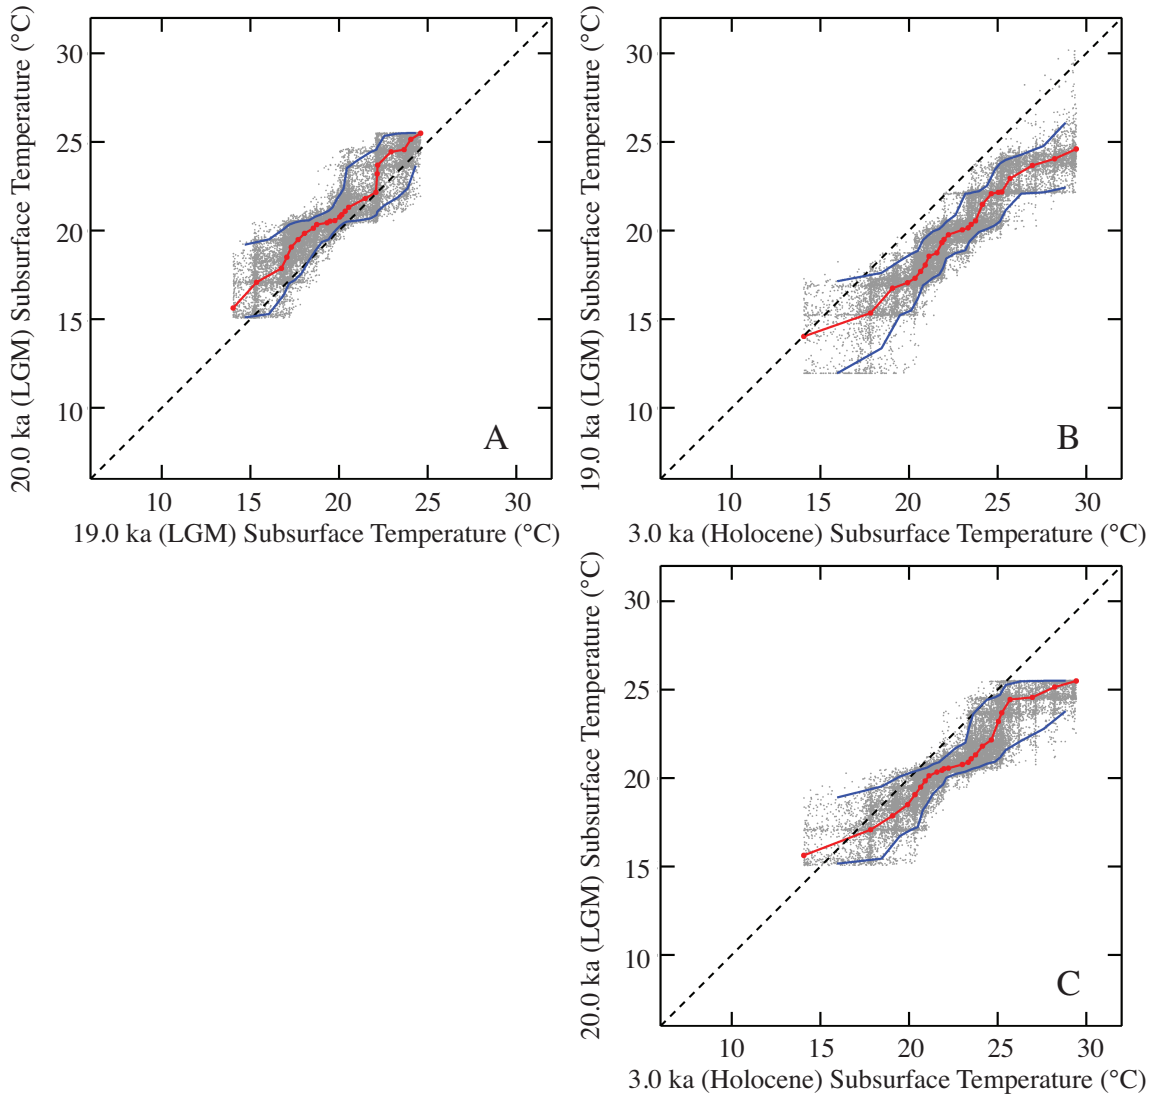 20.0 ka (LGM) Subsurface Temperature (°C)
30
25
20
15
10
A
10 15 20 25 30
19.0 ka (LGM) Subsurface Temperature (°C)
19.0 ka (LGM) Subsurface Temperature (°C)
30
25
20
15
10
B
10 15 20 25 30
3.0 ka (Holocene) Subsurface Temperature (°C)
20.0 ka (LGM) Subsurface Temperature (°C)
30
25
20
15
10
C
10 15 20 25 30
3.0 ka (Holocene) Subsurface Temperature (°C)